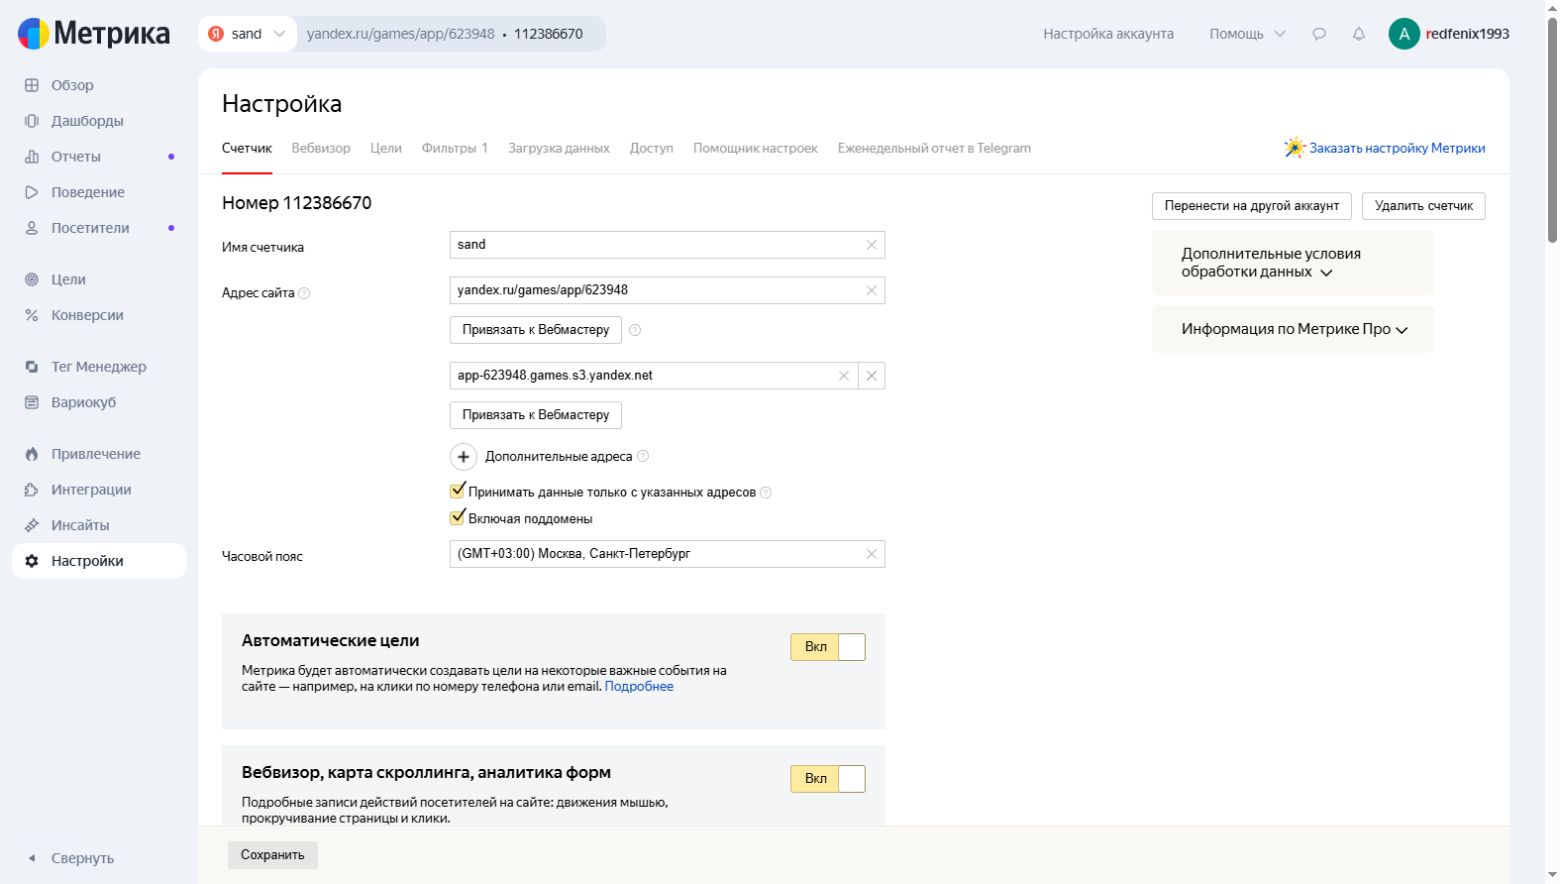 Метрика
sand
yandex.ru/games/app/623948 • 112386670
Настройка аккаунта
Помощь
А
redfenix1993
Обзор
Дашборды
Отчеты
Поведение
Посетители
Цели
Конверсии
Тег Менеджер
Вариокуб
Привлечение
Интеграции
Инсайты
Настройки
Свернуть
Настройка
Счетчик Вебвизор Цели Фильтры 1 Загрузка данных Доступ Помощник настроек Еженедельный отчет в Telegram
Заказать настройку Метрики
Номер 112386670
Перенести на другой аккаунт
Удалить счетчик
Имя счетчика
sand
Адрес сайта
yandex.ru/games/app/623948
Привязать к Вебмастеру
app-623948.games.s3.yandex.net
Привязать к Вебмастеру
Дополнительные адреса
Принимать данные только с указанных адресов
Включая поддомены
Часовой пояс
(GMT+03:00) Москва, Санкт-Петербург
Дополнительные условия
обработки данных
Информация по Метрике Про
Автоматические цели
Вкл
Метрика будет автоматически создавать цели на некоторые важные события на
сайте — например, на клики по номеру телефона или email. Подробнее
Вебвизор, карта скроллинга, аналитика форм
Вкл
Подробные записи действий посетителей на сайте: движения мышью,
прокручивание страницы и клики.
Сохранить